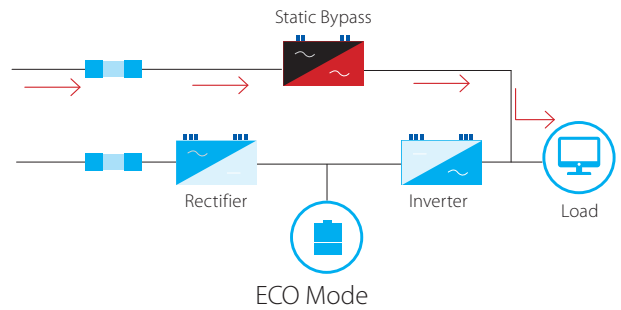 Static Bypass
Rectifier
Inverter
Load
ECO Mode